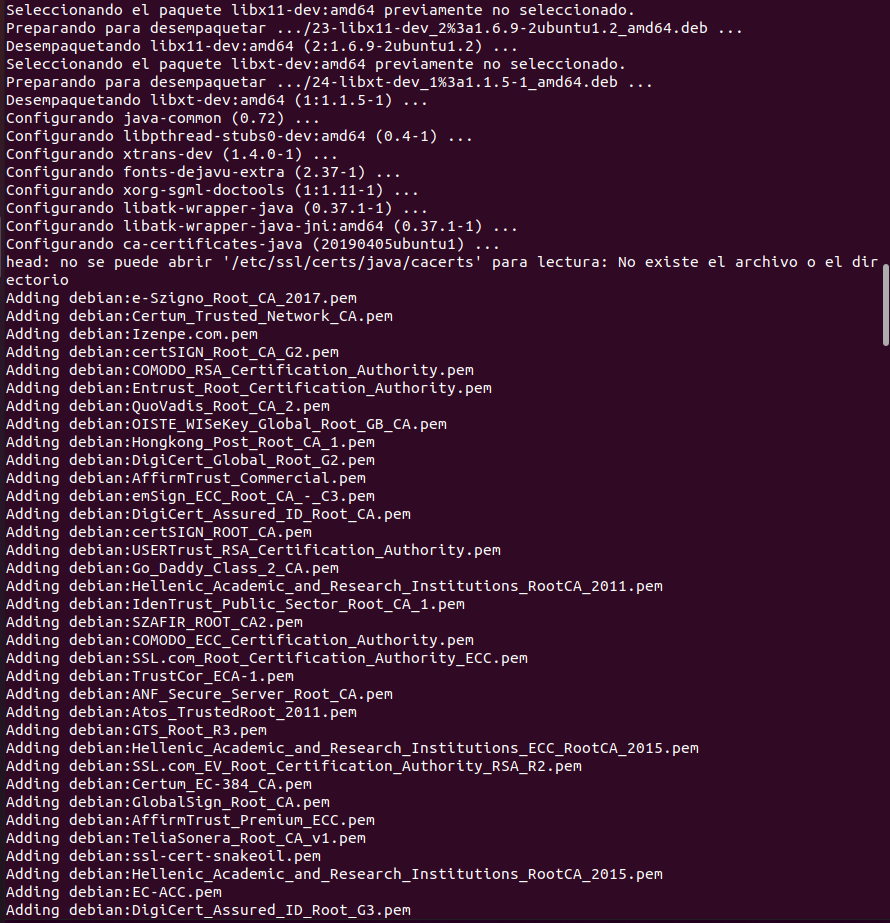 Seleccionando el paquete libx11-dev:amd64 previamente no seleccionado.
Preparando para desempaquetar .../23-libx11-dev_2%3a1.6.9-2ubuntu1.2_amd64.deb ...
Desempaquetando libx11-dev:amd64 (2:1.6.9-2ubuntu1.2) ...
Seleccionando el paquete libxt-dev:amd64 previamente no seleccionado.
Preparando para desempaquetar .../24-libxt-dev_1%3a1.1.5-1_amd64.deb ...
Desempaquetando libxt-dev:amd64 (1:1.1.5-1) ...
Configurando java-common (0.72) ...
Configurando libpthread-stubs0-dev:amd64 (0.4-1) ...
Configurando xtrans-dev (1.4.0-1) ...
Configurando fonts-dejavu-extra (2.37-1) ...
Configurando xorg-sgml-doctools (1:1.11-1) ...
Configurando libatk-wrapper-java (0.37.1-1) ...
Configurando libatk-wrapper-java-jni:amd64 (0.37.1-1) ...
Configurando ca-certificates-java (20190405ubuntu1) ...
head: no se puede abrir '/etc/ssl/certs/java/cacerts' para lectura: No existe el archivo o el dir
ectorio
Adding debian:e-Szigno_Root_CA_2017.pem
Adding debian:Certum_Trusted_Network_CA.pem
Adding debian:Izenpe.com.pem
Adding debian:certSIGN_Root_CA_G2.pem
Adding debian:COMODO_RSA_Certification_Authority.pem
Adding debian:Entrust_Root_Certification_Authority.pem
Adding debian:QuoVadis_Root_CA_2.pem
Adding debian:OISTE_WISeKey_Global_Root_GB_CA.pem
Adding debian:Hongkong_Post_Root_CA_1.pem
Adding debian:DigiCert_Global_Root_G2.pem
Adding debian:AffirmTrust_Commercial.pem
Adding debian:emSign_ECC_Root_CA_-_C3.pem
Adding debian:DigiCert_Assured_ID_Root_CA.pem
Adding debian:certSIGN_ROOT_CA.pem
Adding debian:USERTrust_RSA_Certification_Authority.pem
Adding debian:Go_Daddy_Class_2_CA.pem
Adding debian:Hellenic_Academic_and_Research_Institutions_RootCA_2011.pem
Adding debian:IdenTrust_Public_Sector_Root_CA_1.pem
Adding debian:SZAFIR_ROOT_CA2.pem
Adding debian:COMODO_ECC_Certification_Authority.pem
Adding debian:SSL.com_Root_Certification_Authority_ECC.pem
Adding debian:TrustCor_ECA-1.pem
Adding debian:ANF_Secure_Server_Root_CA.pem
Adding debian:Atos_TrustedRoot_2011.pem
Adding debian:GTS_Root_R3.pem
Adding debian:Hellenic_Academic_and_Research_Institutions_ECC_RootCA_2015.pem
Adding debian:SSL.com_EV_Root_Certification_Authority_RSA_R2.pem
Adding debian:Certum_EC-384_CA.pem
Adding debian:GlobalSign_Root_CA.pem
Adding debian:AffirmTrust_Premium_ECC.pem
Adding debian:TeliaSonera_Root_CA_v1.pem
Adding debian:ssl-cert-snakeoil.pem
Adding debian:Hellenic_Academic_and_Research_Institutions_RootCA_2015.pem
Adding debian:EC-ACC.pem
Adding debian:DigiCert_Assured_ID_Root_G3.pem